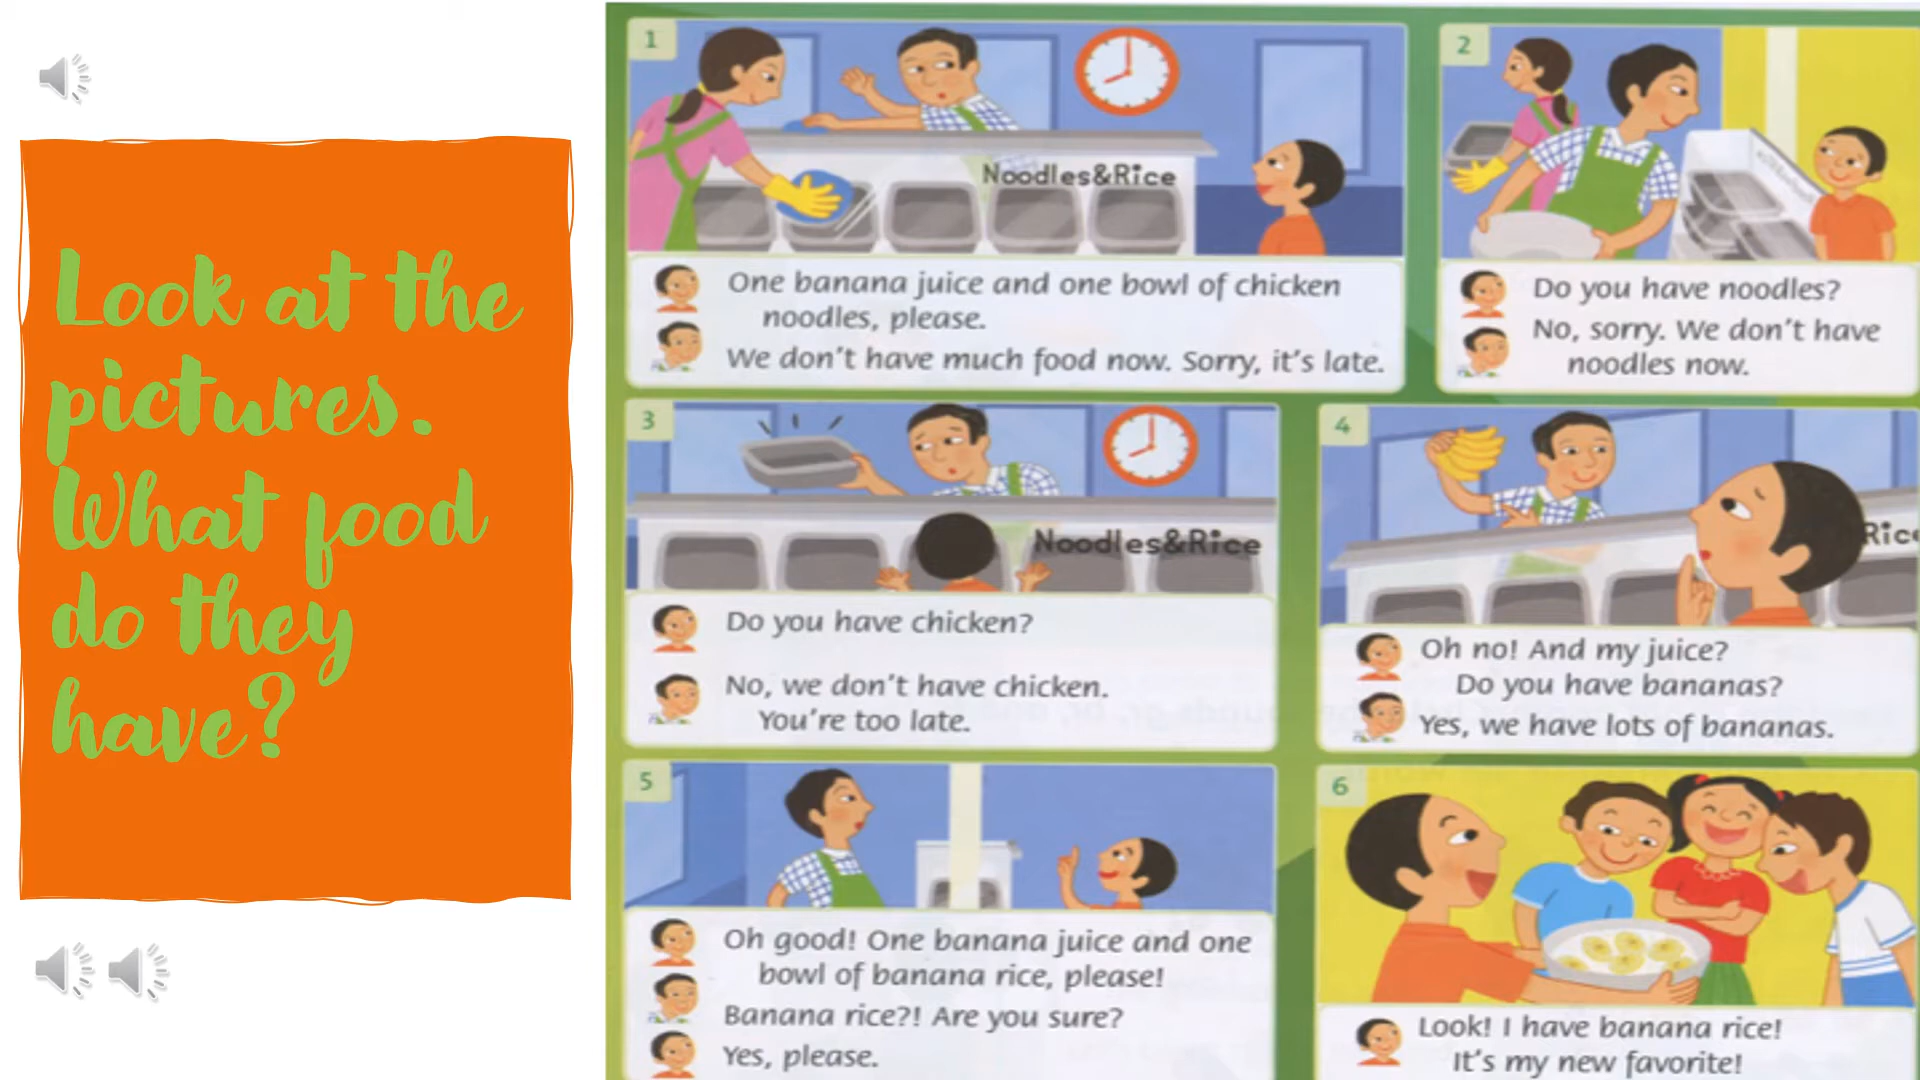 Look at the
pictures.
What food
do they
have?
1
Noodles&Rice
One banana juice and one bowl of chicken
noodles, please.
We don't have much food now. Sorry, it's late.
2
Do you have noodles?
No, sorry. We don't have
noodles now.
3
Noodles&Rice
Do you have chicken?
No, we don't have chicken.
You're too late.
4
Oh no! And my juice?
Do you have bananas?
Yes, we have lots of bananas.
5
Oh good! One banana juice and one
bowl of banana rice, please!
Banana rice?! Are you sure?
Yes, please.
6
Look! I have banana rice!
It's my new favorite!